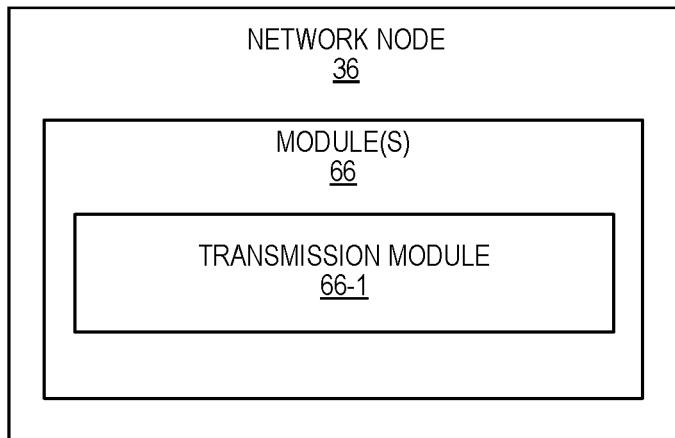 NETWORK NODE
36
MODULE(S)
66
TRANSMISSION MODULE
66-1